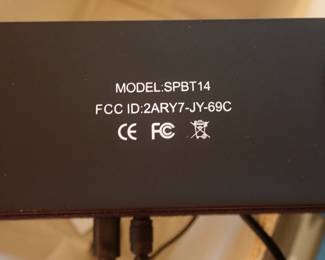 MODEL:SPBT14
FCC ID:2ARY7-JY-69C
CE FC